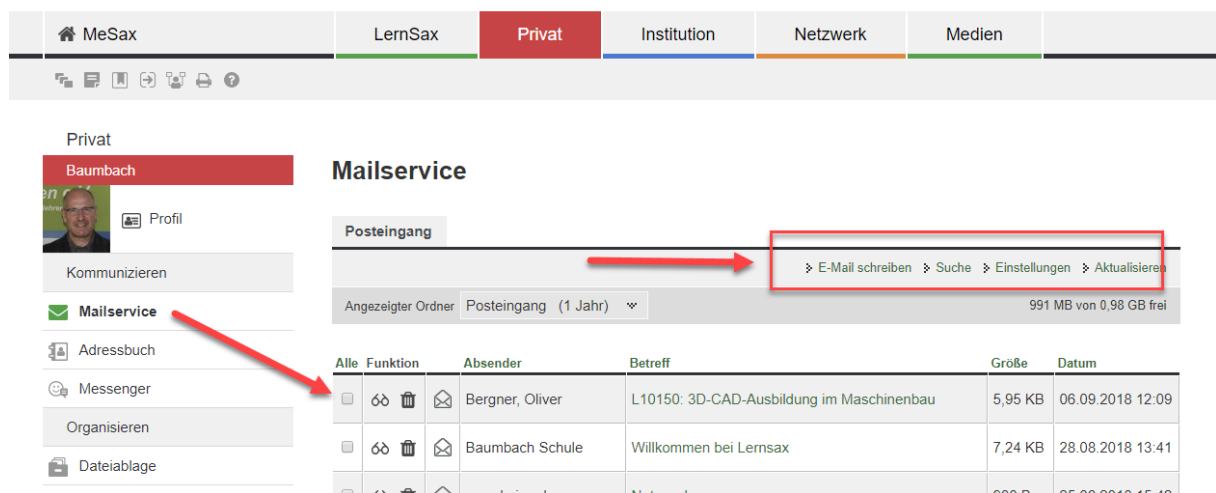 MeSax LernSax Privat Institution Netzwerk Medien
Privat
Baumbach
Profil
Kommunizieren
Mailservice
Adressbuch
Messenger
Organisieren
Dateiablage
Mailservice
Posteingang
E-Mail schreiben Suche Einstellungen Aktualisieren
Angezeigter Ordner Posteingang (1 Jahr) 991 MB von 0,98 GB frei
Alle Funktion Absender Betreff Größe Datum
Bergner, Oliver L10150: 3D-CAD-Ausbildung im Maschinenbau 5,95 KB 06.09.2018 12:09
Baumbach Schule Willkommen bei Lernsax 7,24 KB 28.08.2018 13:41